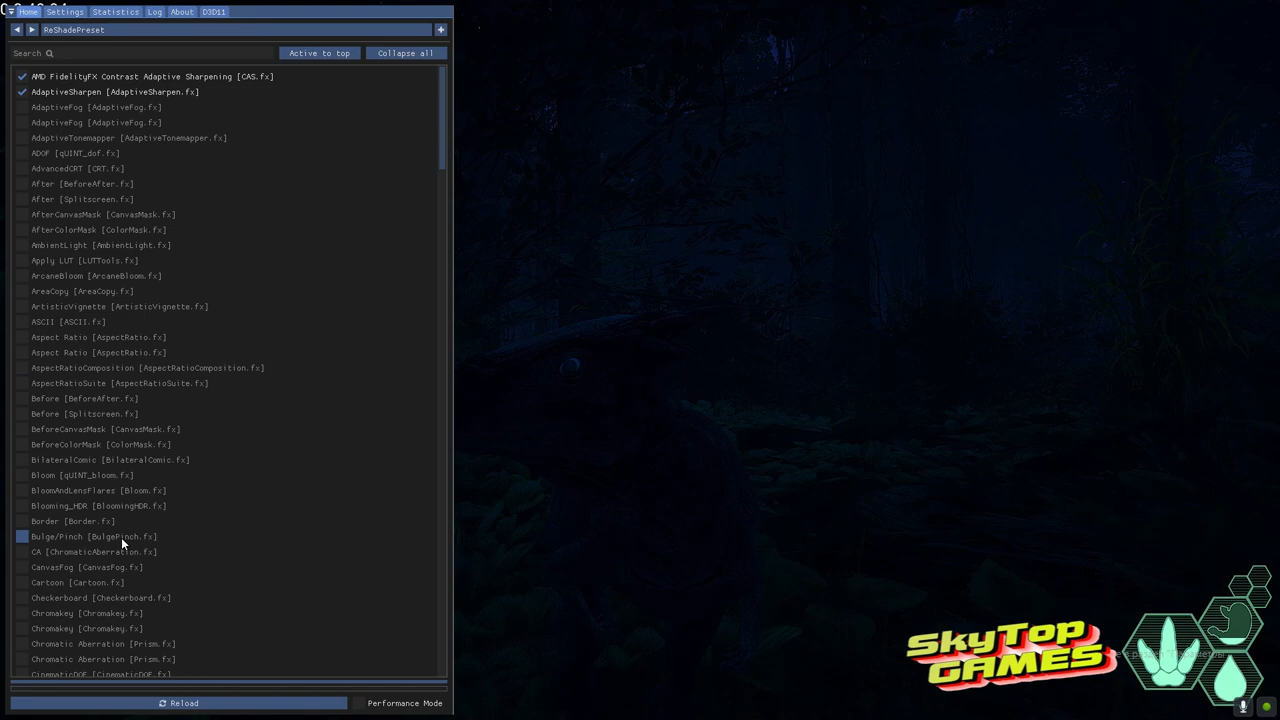 Home Settings Statistics Log About D3D11
ReShadePreset +
Search Active to top Collapse all
AMD FidelityFX Contrast Adaptive Sharpening [CAS.fx]
AdaptiveSharpen [AdaptiveSharpen.fx]
AdaptiveFog [AdaptiveFog.fx]
AdaptiveFog [AdaptiveFog.fx]
AdaptiveTonemapper [AdaptiveTonemapper.fx]
ADOF [qUINT_dof.fx]
AdvancedCRT [CRT.fx]
After [BeforeAfter.fx]
After [Splitscreen.fx]
AfterCanvasMask [CanvasMask.fx]
AfterColorMask [ColorMask.fx]
AmbientLight [AmbientLight.fx]
Apply LUT [LUTTools.fx]
ArcaneBloom [ArcaneBloom.fx]
AreaCopy [AreaCopy.fx]
ArtisticVignette [ArtisticVignette.fx]
ASCII [ASCII.fx]
Aspect Ratio [AspectRatio.fx]
Aspect Ratio [AspectRatio.fx]
AspectRatioComposition [AspectRatioComposition.fx]
AspectRatioSuite [AspectRatioSuite.fx]
Before [BeforeAfter.fx]
Before [Splitscreen.fx]
BeforeCanvasMask [CanvasMask.fx]
BeforeColorMask [ColorMask.fx]
BilateralComic [BilateralComic.fx]
Bloom [qUINT_bloom.fx]
BloomAndLensFlares [Bloom.fx]
Blooming_HDR [BloomingHDR.fx]
Border [Border.fx]
Bulge/Pinch [BulgePinch.fx]
CA [ChromaticAberration.fx]
CanvasFog [CanvasFog.fx]
Cartoon [Cartoon.fx]
Checkerboard [Checkerboard.fx]
Chromakey [Chromakey.fx]
Chromakey [Chromakey.fx]
Chromatic Aberration [Prism.fx]
Chromatic Aberration [Prism.fx]
CinematicDOF [CinematicDOF.fx]
Reload Performance Mode
SkyTop
GAMES